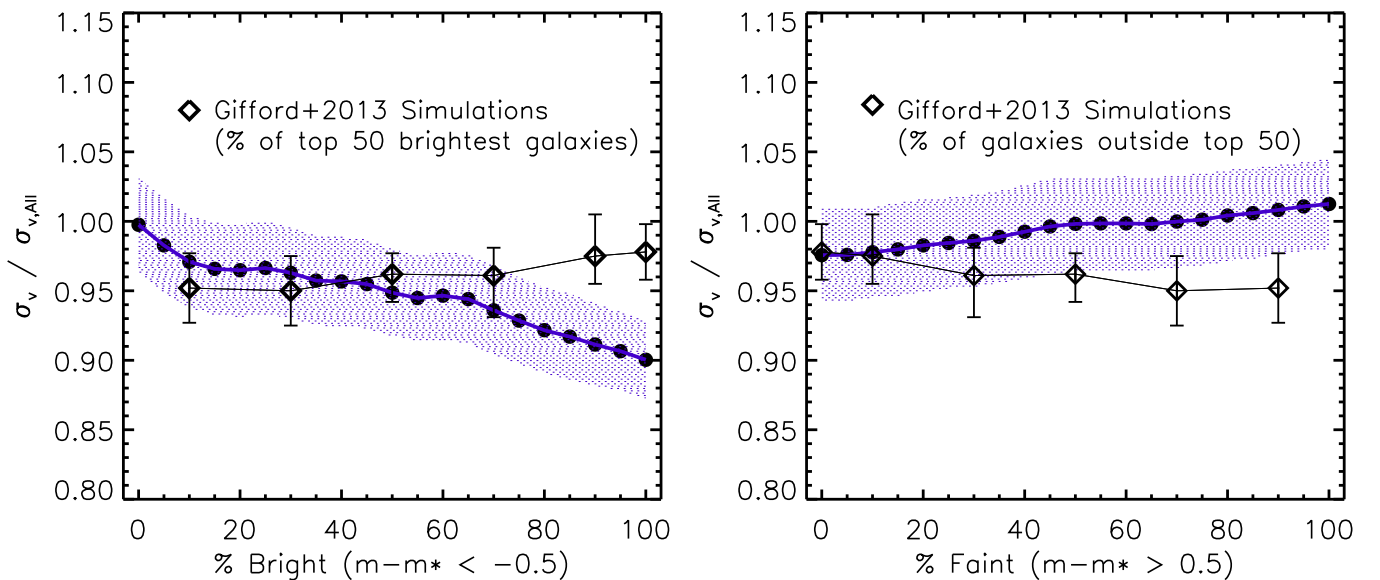 1.15
1.10
1.05
1.00
0.95
0.90
0.85
0.80
σv / σv,All
Gifford+2013 Simulations
(% of top 50 brightest galaxies)
0 20 40 60 80 100
% Bright (m−m* < −0.5)
1.15
1.10
1.05
1.00
0.95
0.90
0.85
0.80
σv / σv,All
Gifford+2013 Simulations
(% of galaxies outside top 50)
0 20 40 60 80 100
% Faint (m−m* > 0.5)